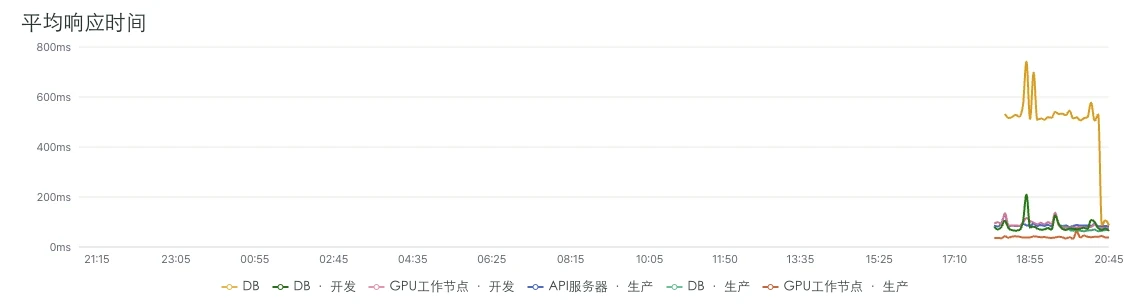 平均响应时间
800ms
600ms
400ms
200ms
0ms
21:15 23:05 00:55 02:45 04:35 06:25 08:15 10:05 11:50 13:35 15:25 17:10 18:55 20:45
DB DB · 开发 GPU工作节点 · 开发 API服务器 · 生产 DB · 生产 GPU工作节点 · 生产